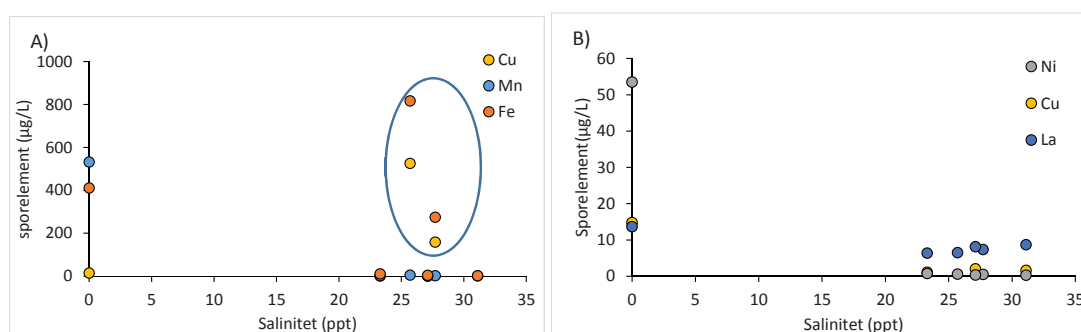 A)
Cu
Mn
Fe
sporelement (µg/L)
1000
800
600
400
200
0
0 5 10 15 20 25 30 35
Salinitet (ppt)
B)
Ni
Cu
La
Sporelement(µg/L)
60
50
40
30
20
10
0
0 5 10 15 20 25 30 35
Salinitet (ppt)